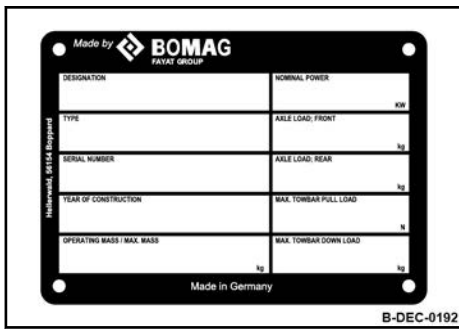 Made by BOMAG
FAYAT GROUP
DESIGNATION
NOMINAL POWER
KW
TYPE
AXLE LOAD; FRONT
kg
SERIAL NUMBER
AXLE LOAD; REAR
kg
YEAR OF CONSTRUCTION
MAX. TOWBAR PULL LOAD
N
OPERATING MASS / MAX. MASS
kg
MAX. TOWBAR DOWN LOAD
kg
Hellerwald, 56154 Boppard
Made in Germany
B-DEC-0192